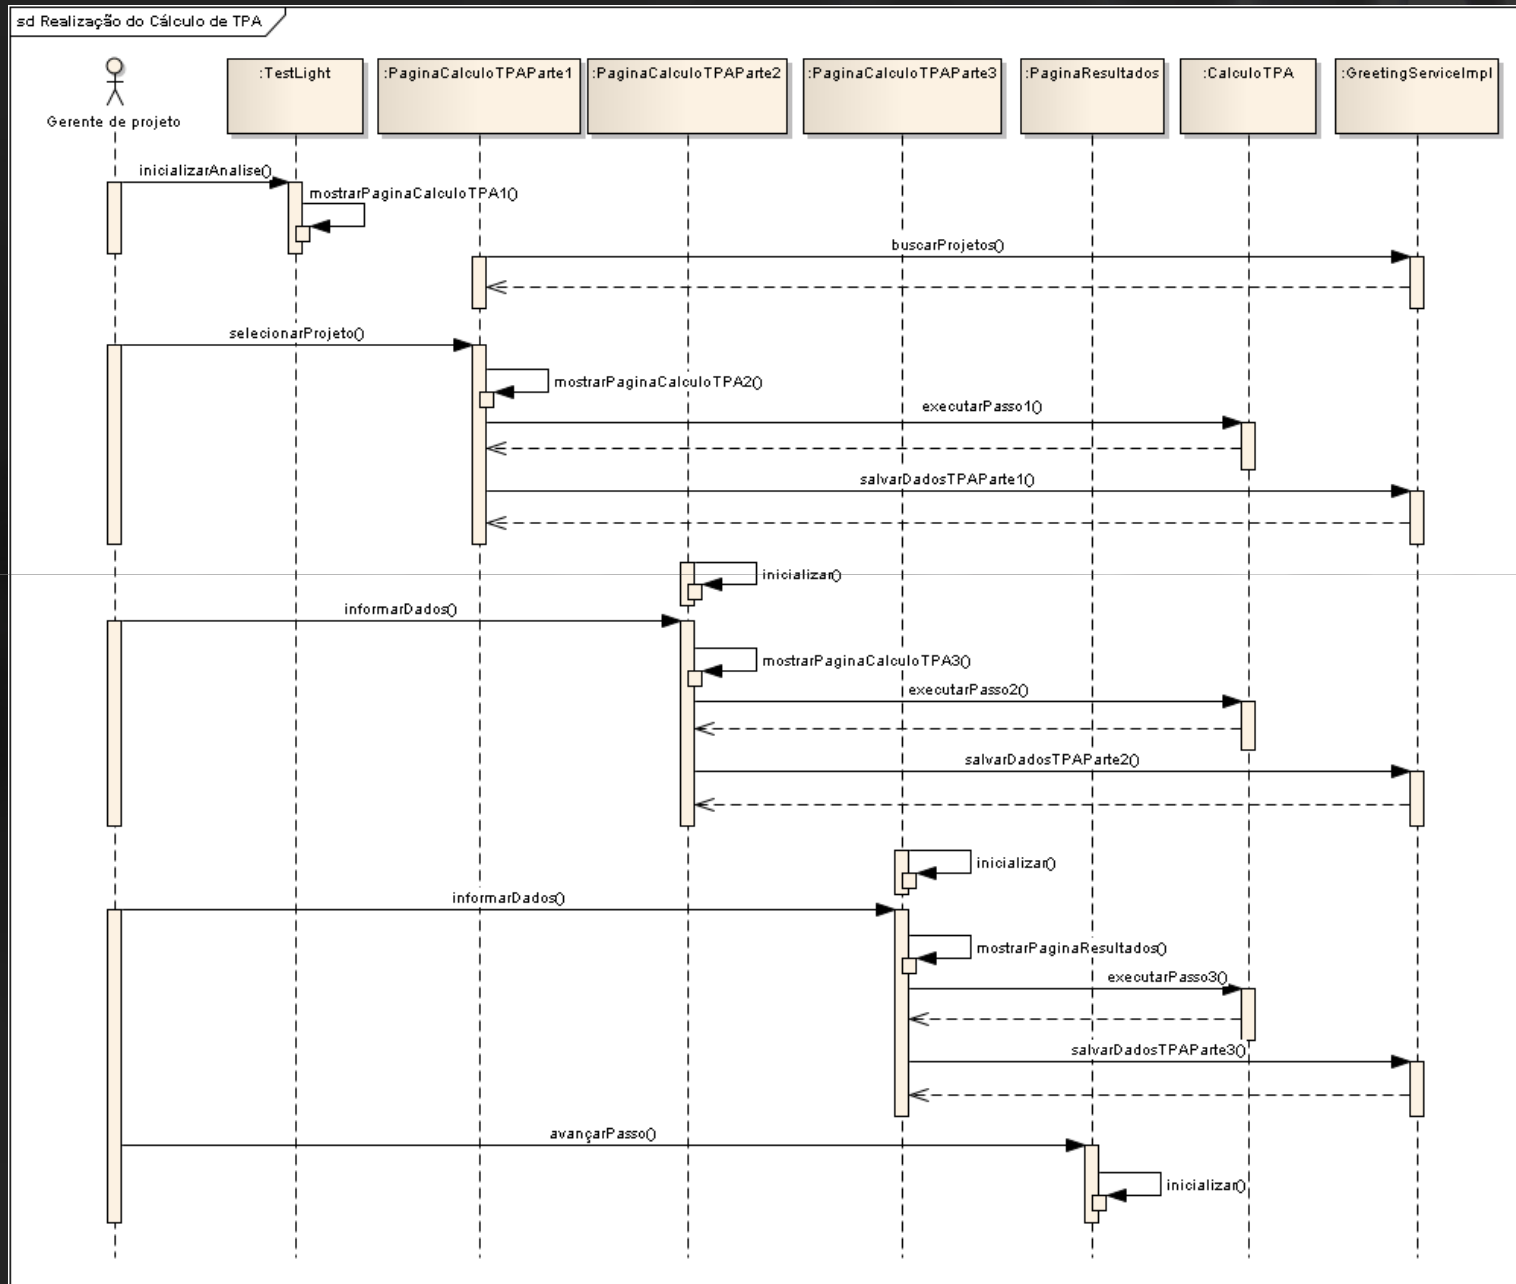 sd Realização do Cálculo de TPA
Gerente de projeto
:TestLight
:PaginaCalculoTPAParte1
:PaginaCalculoTPAParte2
:PaginaCalculoTPAParte3
:PaginaResultados
:CalculoTPA
:GreetingServiceImpl
inicializarAnalise()
mostrarPaginaCalculoTPA1()
buscarProjetos()
selecionarProjeto()
mostrarPaginaCalculoTPA2()
executarPasso1()
salvarDadosTPAParte1()
inicializar()
informarDados()
mostrarPaginaCalculoTPA3()
executarPasso2()
salvarDadosTPAParte2()
inicializar()
informarDados()
mostrarPaginaResultados()
executarPasso3()
salvarDadosTPAParte3()
avançarPasso()
inicializar()